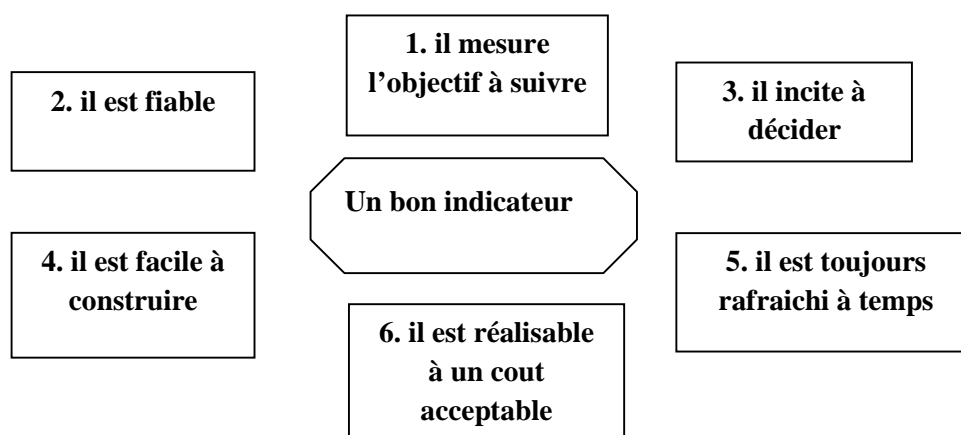 1. il mesure
l’objectif à suivre
2. il est fiable
3. il incite à
décider
Un bon indicateur
4. il est facile à
construire
5. il est toujours
rafraichi à temps
6. il est réalisable
à un cout
acceptable